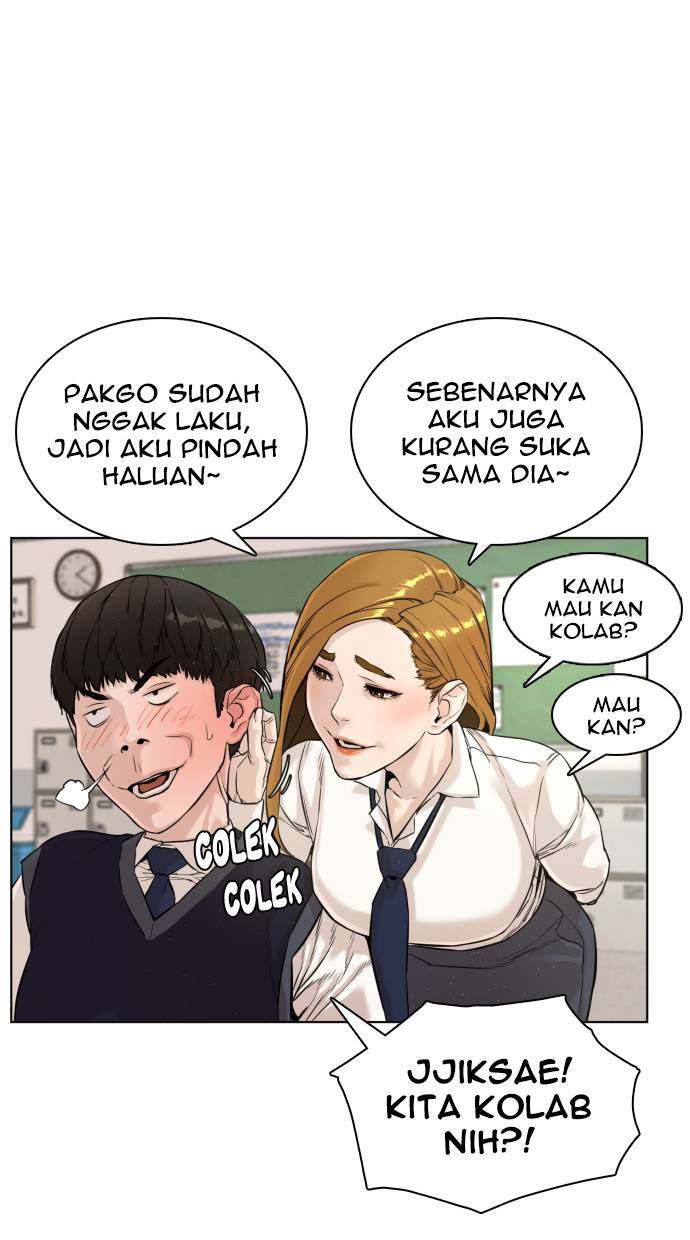 PAKGO SUDAH
NGGAK LAKU,
JADI AKU PINDAH
HALUAN~
SEBENARNYA
AKU JUGA
KURANG SUKA
SAMA DIA~
KAMU
MAU KAN
KOLAB?
MAU
KAN?
COLEK
COLEK
JJIKSAE!
KITA KOLAB
NIH?!